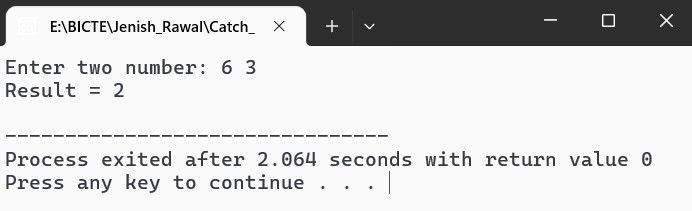 E:\BICTE\Jenish_Rawal\Catch_
Enter two number: 6 3
Result = 2
--------------------------------
Process exited after 2.064 seconds with return value 0
Press any key to continue . . .